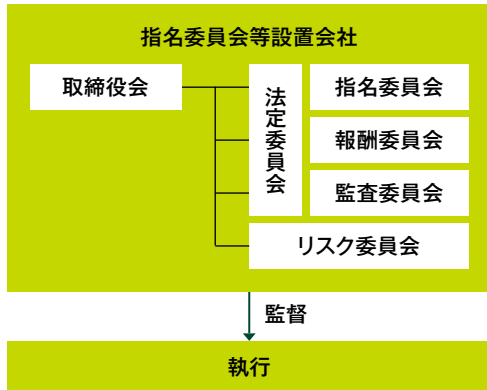 指名委員会等設置会社
取締役会
法定委員会
指名委員会
報酬委員会
監査委員会
リスク委員会
監督
執行